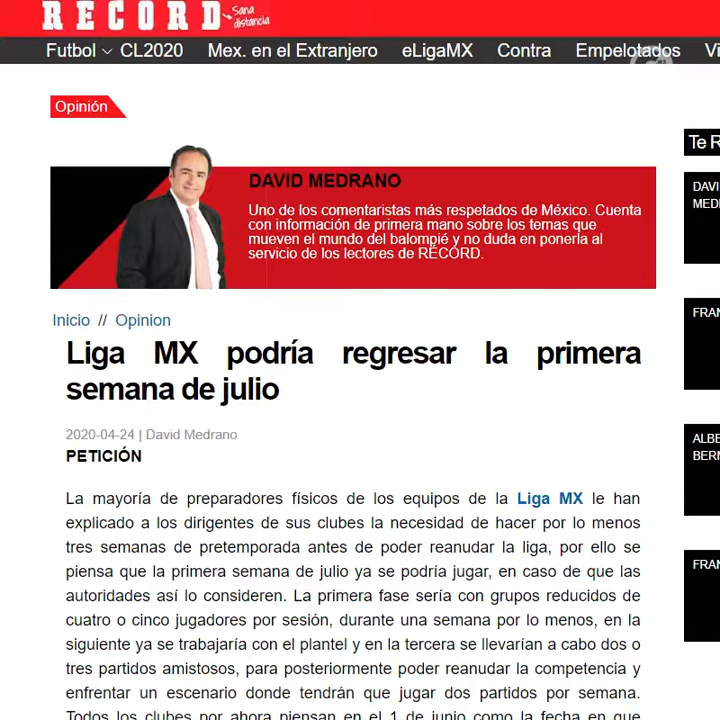 RECORD
Sana distancia
Futbol CL2020 Mex. en el Extranjero eLigaMX Contra Empelotados
Opinión
Te
DAVID MEDRANO
Uno de los comentaristas más respetados de México. Cuenta
con información de primera mano sobre los temas que
mueven el mundo del balompié y no duda en ponerla al
servicio de los lectores de RÉCORD.
Inicio // Opinion
Liga MX podría regresar la primera
semana de julio
2020-04-24 | David Medrano
PETICIÓN
La mayoría de preparadores físicos de los equipos de la Liga MX le han
explicado a los dirigentes de sus clubes la necesidad de hacer por lo menos
tres semanas de pretemporada antes de poder reanudar la liga, por ello se
piensa que la primera semana de julio ya se podría jugar, en caso de que las
autoridades así lo consideren. La primera fase sería con grupos reducidos de
cuatro o cinco jugadores por sesión, durante una semana por lo menos, en la
siguiente ya se trabajaría con el plantel y en la tercera se llevarían a cabo dos o
tres partidos amistosos, para posteriormente poder reanudar la competencia y
enfrentar un escenario donde tendrán que jugar dos partidos por semana.
Todos los clubes por ahora piensan en el 1 de junio como la fecha en que